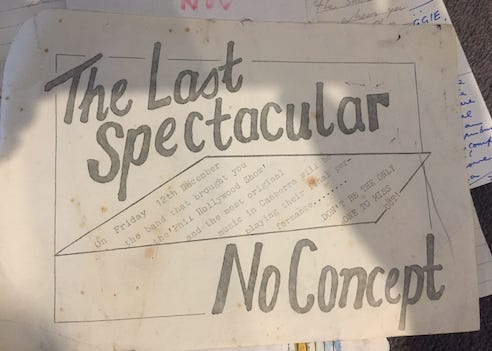 The Last
Spectacular
On Friday 12th December
the band that brought you
the 'Phil Hollywood Show'
and the most original
music in Canberra will be
playing their final per-
formance.........
DON'T BE THE ONLY
ONE TO MISS
OUT!
No Concept
GGIE.